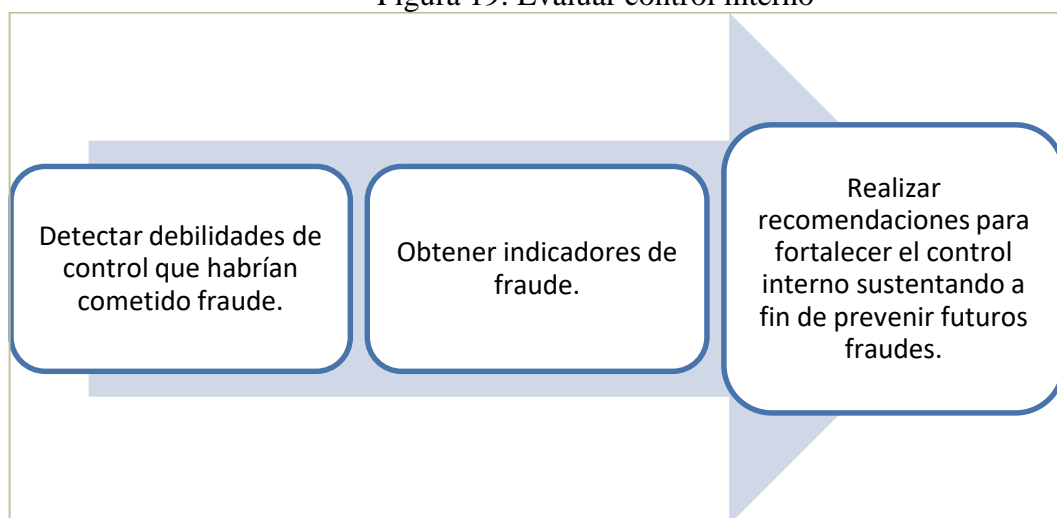 Figura 19. Evaluar control interno
Detectar debilidades de
control que habrían
cometido fraude.
Obtener indicadores de
fraude.
Realizar
recomendaciones para
fortalecer el control
interno sustentando a
fin de prevenir futuros
fraudes.